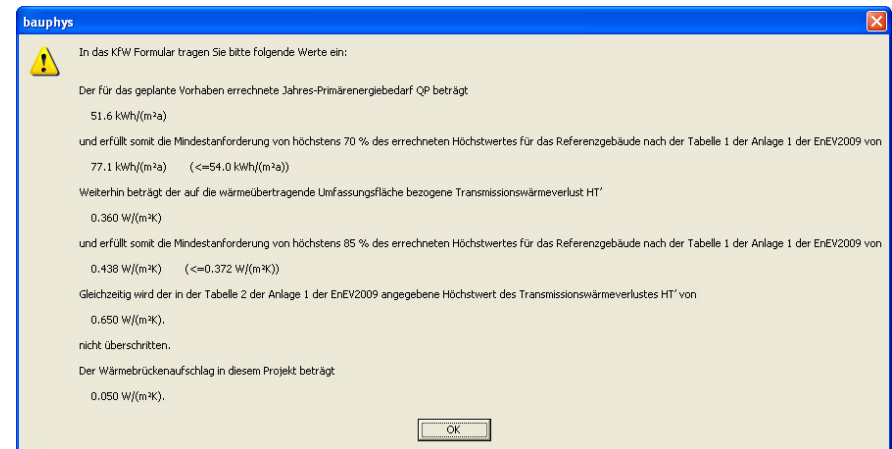 bauphys
In das KfW Formular tragen Sie bitte folgende Werte ein:
Der für das geplante Vorhaben errechnete Jahres-Primärenergiebedarf QP beträgt
51.6 kWh/(m²a)
und erfüllt somit die Mindestanforderung von höchstens 70 % des errechneten Höchstwertes für das Referenzgebäude nach der Tabelle 1 der Anlage 1 der EnEV2009 von
77.1 kWh/(m²a) (<=54.0 kWh/(m²a))
Weiterhin beträgt der auf die wärmeübertragende Umfassungsfläche bezogene Transmissionswärmeverlust HT'
0.360 W/(m²K)
und erfüllt somit die Mindestanforderung von höchstens 85 % des errechneten Höchstwertes für das Referenzgebäude nach der Tabelle 1 der Anlage 1 der EnEV2009 von
0.438 W/(m²K) (<=0.372 W/(m²K))
Gleichzeitig wird der in der Tabelle 2 der Anlage 1 der EnEV2009 angegebene Höchstwert des Transmissionswärmeverlustes HT' von
0.650 W/(m²K).
nicht überschritten.
Der Wärmebrückenaufschlag in diesem Projekt beträgt
0.050 W/(m²K).
OK